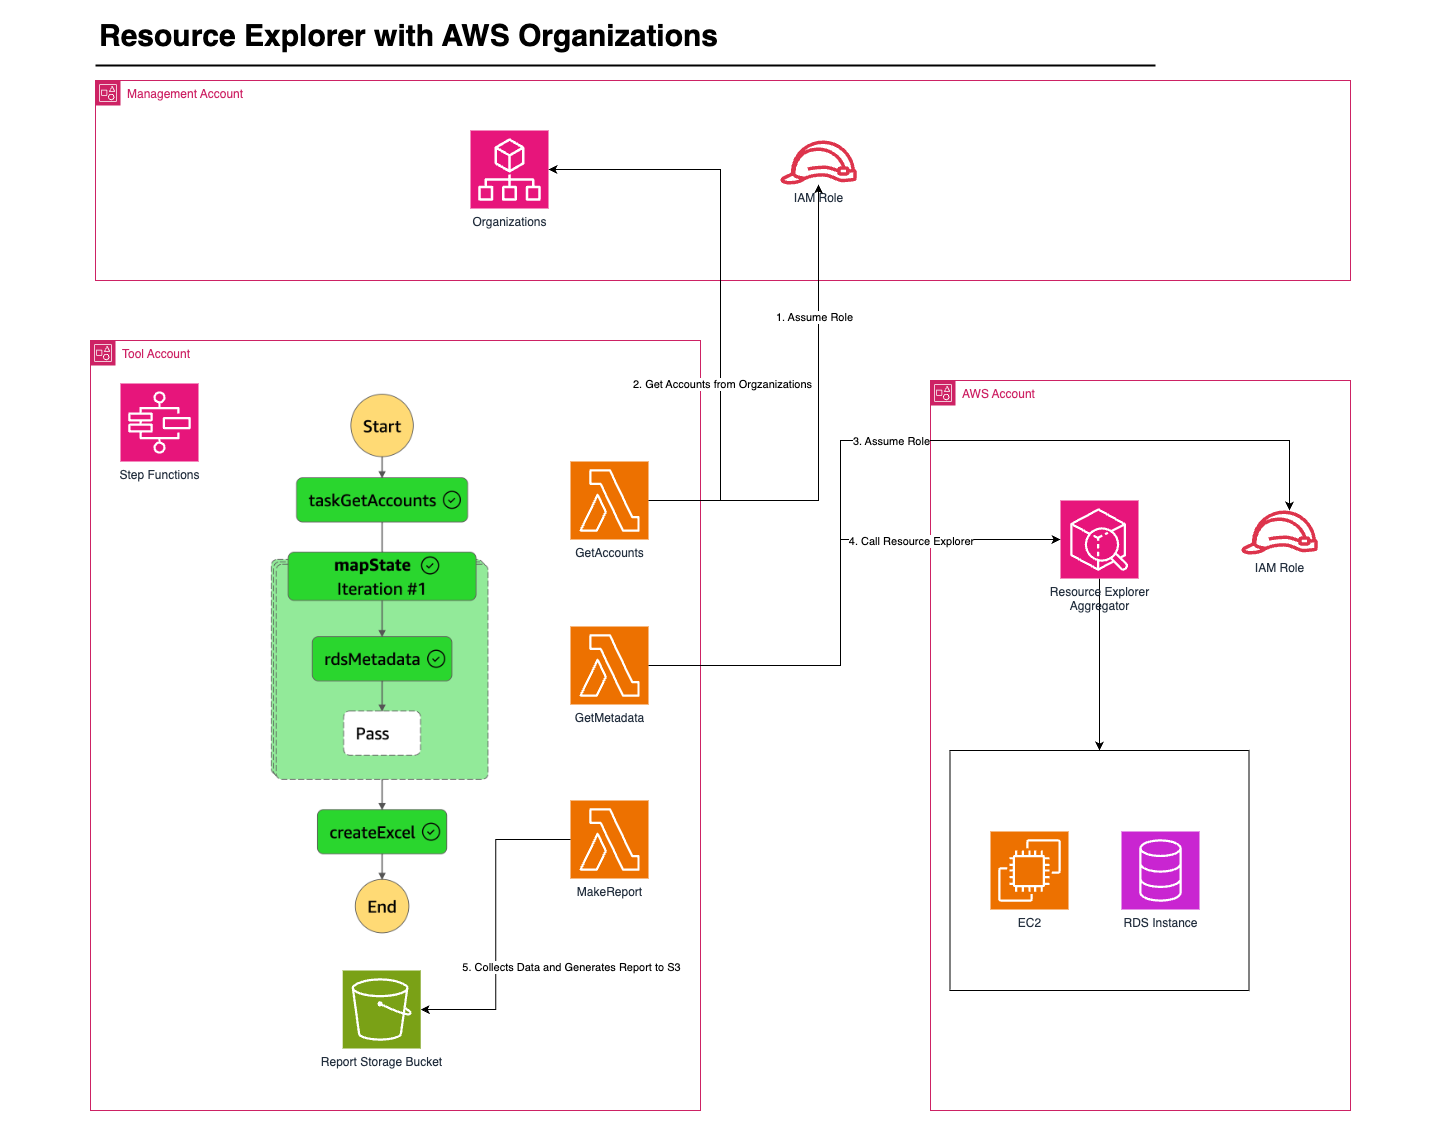 Resource Explorer with AWS Organizations
Management Account
Organizations
IAM Role
1. Assume Role
Tool Account
2. Get Accounts from Orgzanizations
Step Functions
Start
taskGetAccounts
mapState
Iteration #1
rdsMetadata
Pass
createExcel
End
GetAccounts
GetMetadata
MakeReport
5. Collects Data and Generates Report to S3
Report Storage Bucket
AWS Account
3. Assume Role
4. Call Resource Explorer
Resource Explorer
Aggregator
IAM Role
EC2
RDS Instance